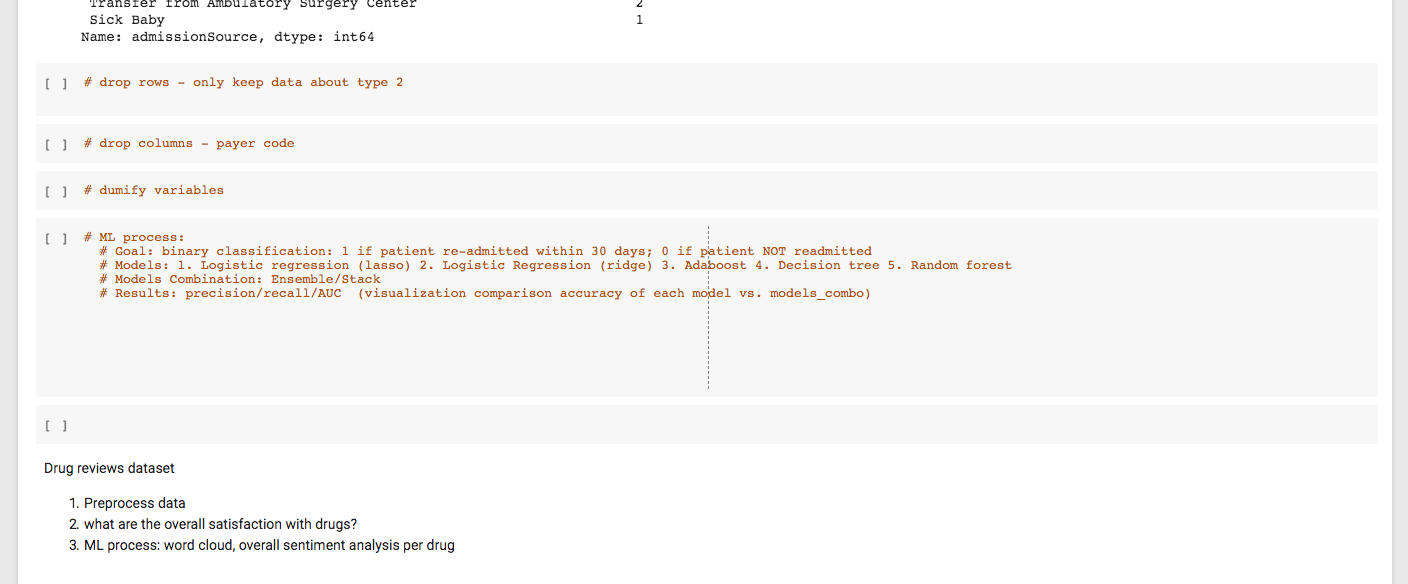 Transfer from Ambulatory Surgery Center 2
Sick Baby 1
Name: admissionSource, dtype: int64
[ ] # drop rows - only keep data about type 2
[ ] # drop columns - payer code
[ ] # dumify variables
[ ] # ML process:
# Goal: binary classification: 1 if patient re-admitted within 30 days; 0 if patient NOT readmitted
# Models: 1. Logistic regression (lasso) 2. Logistic Regression (ridge) 3. Adaboost 4. Decision tree 5. Random forest
# Models Combination: Ensemble/Stack
# Results: precision/recall/AUC (visualization comparison accuracy of each model vs. models_combo)
[ ]
Drug reviews dataset
1. Preprocess data
2. what are the overall satisfaction with drugs?
3. ML process: word cloud, overall sentiment analysis per drug